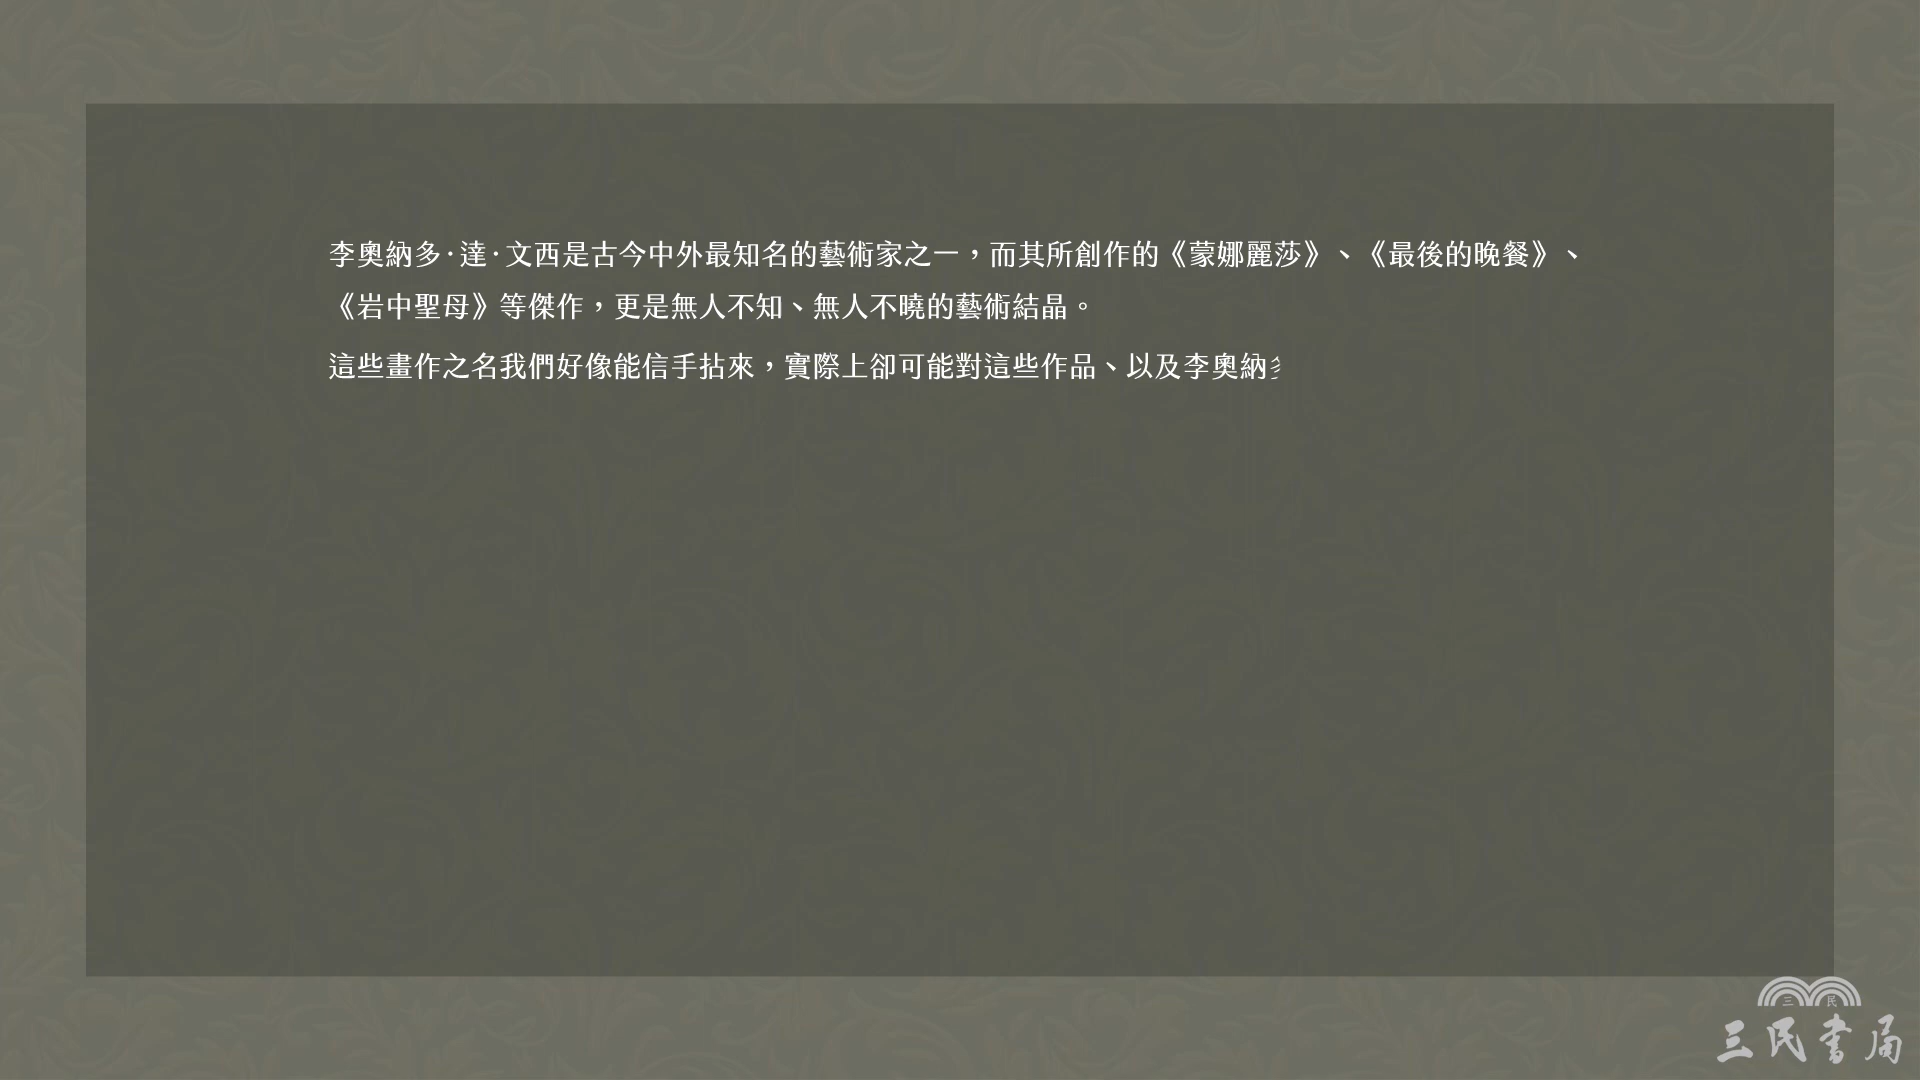 李奧納多·達·文西是古今中外最知名的藝術家之一，而其所創作的《蒙娜麗莎》、《最後的晚餐》、
《岩中聖母》等傑作，更是無人不知、無人不曉的藝術結晶。
這些畫作之名我們好像能信手拈來，實際上卻可能對這些作品、以及李奧納
三民
三民書局